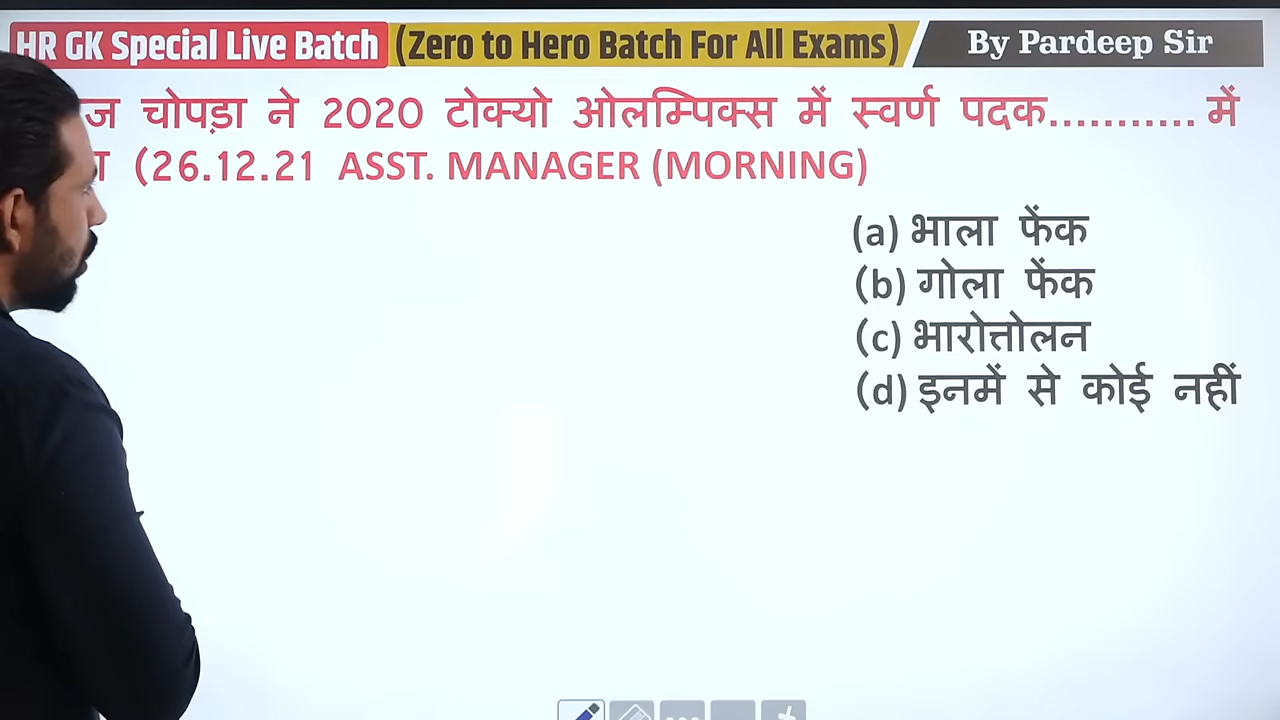 HR GK Special Live Batch (Zero to Hero Batch For All Exams) By Pardeep Sir
चोपड़ा ने 2020 टोक्यो ओलम्पिक्स में स्वर्ण पदक........... में
(26.12.21 ASST. MANAGER (MORNING)
(a) भाला फेंक
(b) गोला फेंक
(c) भारोत्तोलन
(d) इनमें से कोई नहीं